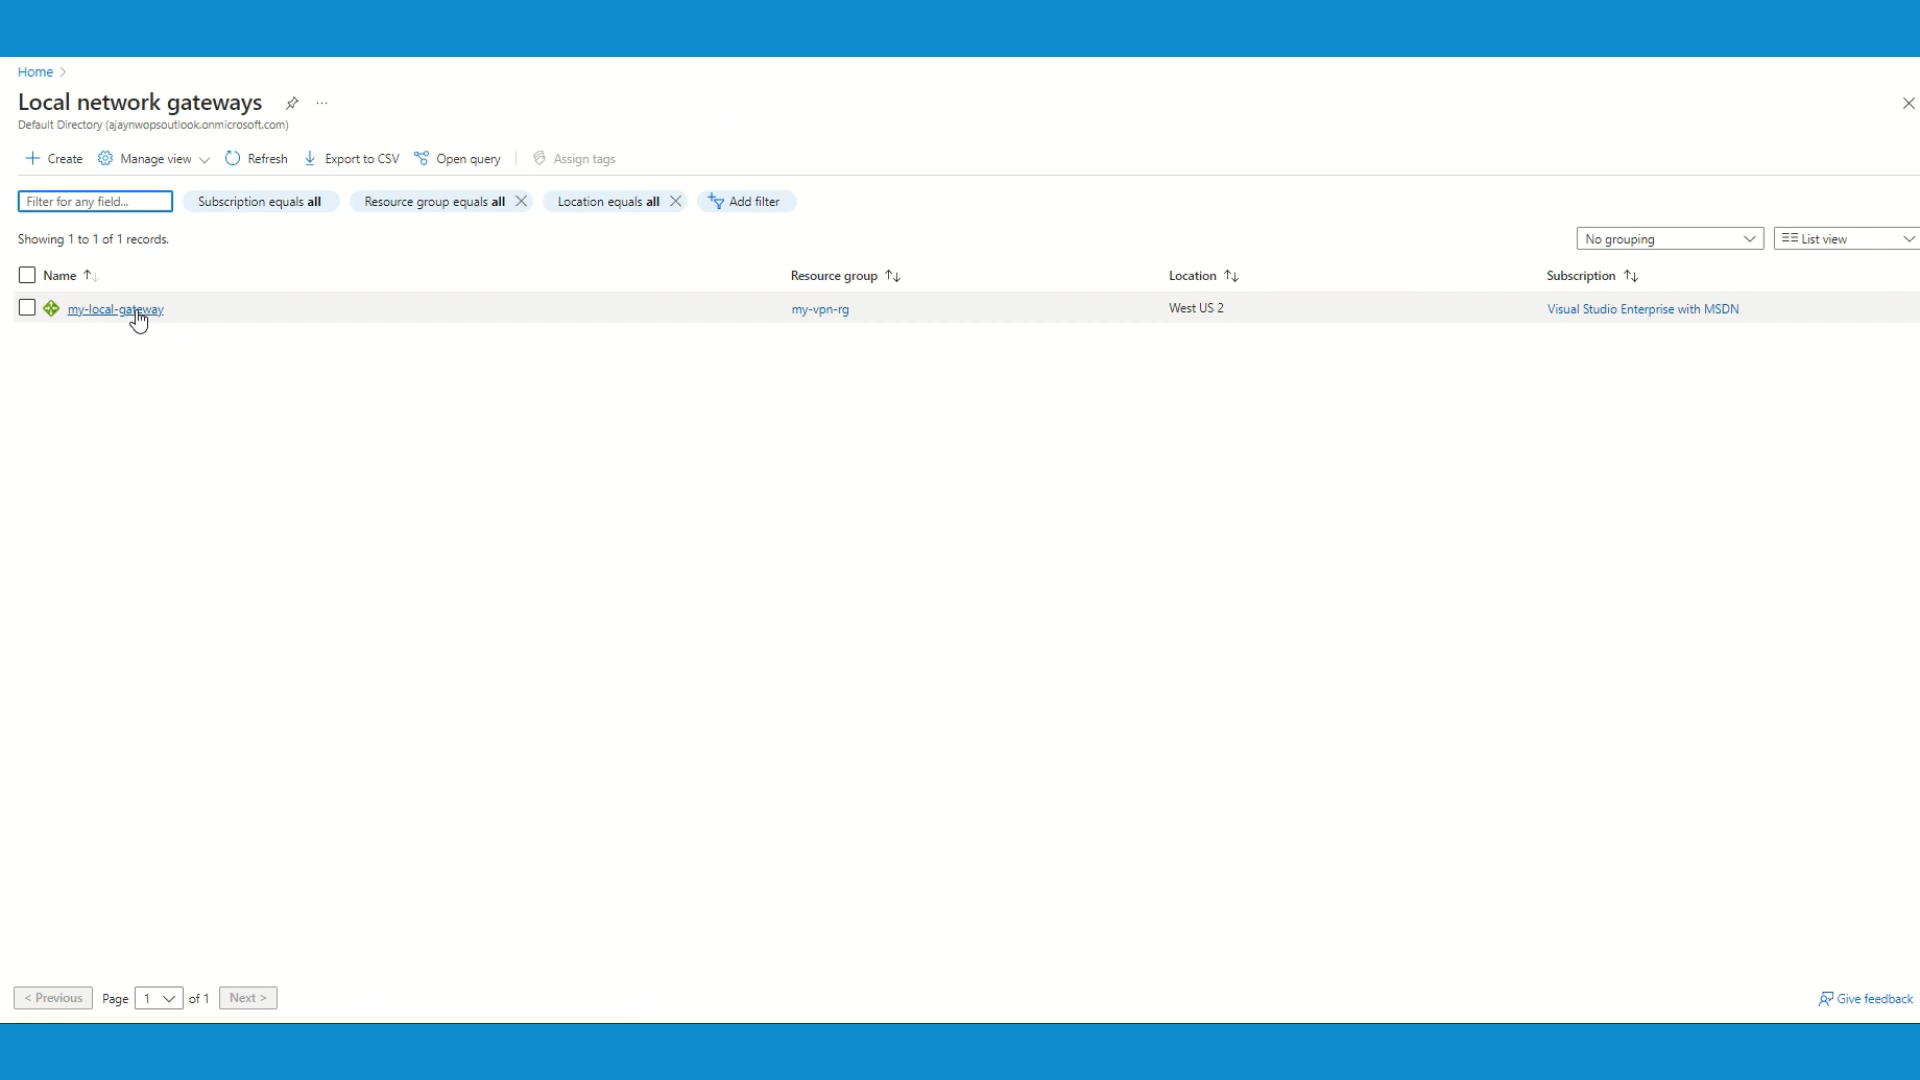 Home
Local network gateways
Default Directory (ajaynwopsoutlook.onmicrosoft.com)
Create Manage view Refresh Export to CSV Open query Assign tags
Filter for any field... Subscription equals all Resource group equals all Location equals all Add filter
Showing 1 to 1 of 1 records. No grouping List view
Name Resource group Location Subscription
my-local-gateway my-vpn-rg West US 2 Visual Studio Enterprise with MSDN
< Previous Page 1 of 1 Next > Give feedback